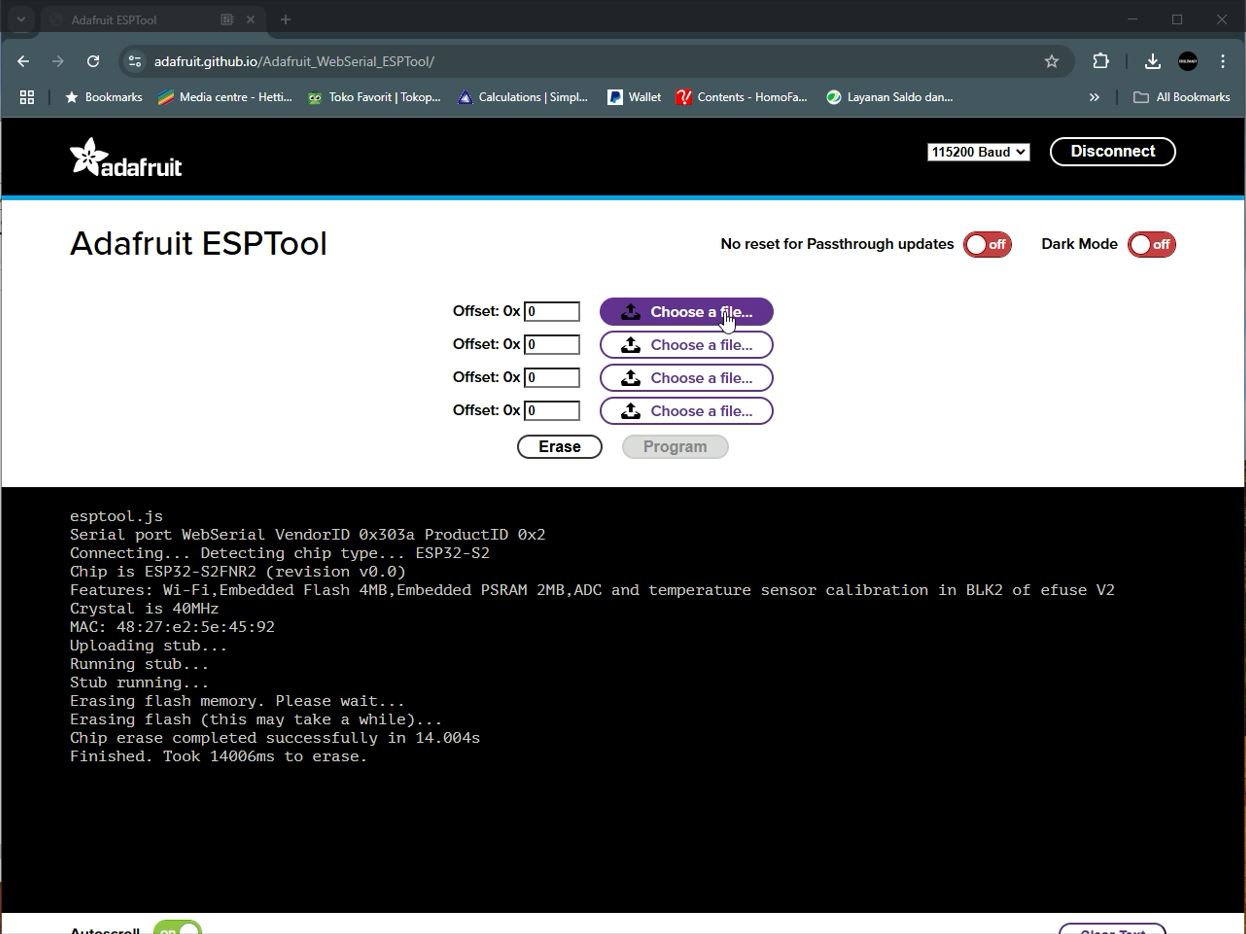 Adafruit ESPTool
adafruit.github.io/Adafruit_WebSerial_ESPTool/
Bookmarks
Media centre - Hetti...
Toko Favorit | Tokop...
Calculations | Simpl...
Wallet
Contents - HomoFa...
Layanan Saldo dan...
»
All Bookmarks
adafruit
115200 Baud
Disconnect
Adafruit ESPTool
No reset for Passthrough updates off
Dark Mode off
Offset: 0x 0 Choose a file...
Offset: 0x 0 Choose a file...
Offset: 0x 0 Choose a file...
Offset: 0x 0 Choose a file...
Erase Program
esptool.js
Serial port WebSerial VendorID 0x303a ProductID 0x2
Connecting... Detecting chip type... ESP32-S2
Chip is ESP32-S2FNR2 (revision v0.0)
Features: Wi-Fi,Embedded Flash 4MB,Embedded PSRAM 2MB,ADC and temperature sensor calibration in BLK2 of efuse V2
Crystal is 40MHz
MAC: 48:27:e2:5e:45:92
Uploading stub...
Running stub...
Stub running...
Erasing flash memory. Please wait...
Erasing flash (this may take a while)...
Chip erase completed successfully in 14.004s
Finished. Took 14006ms to erase.
Autoscroll on
Clear Text